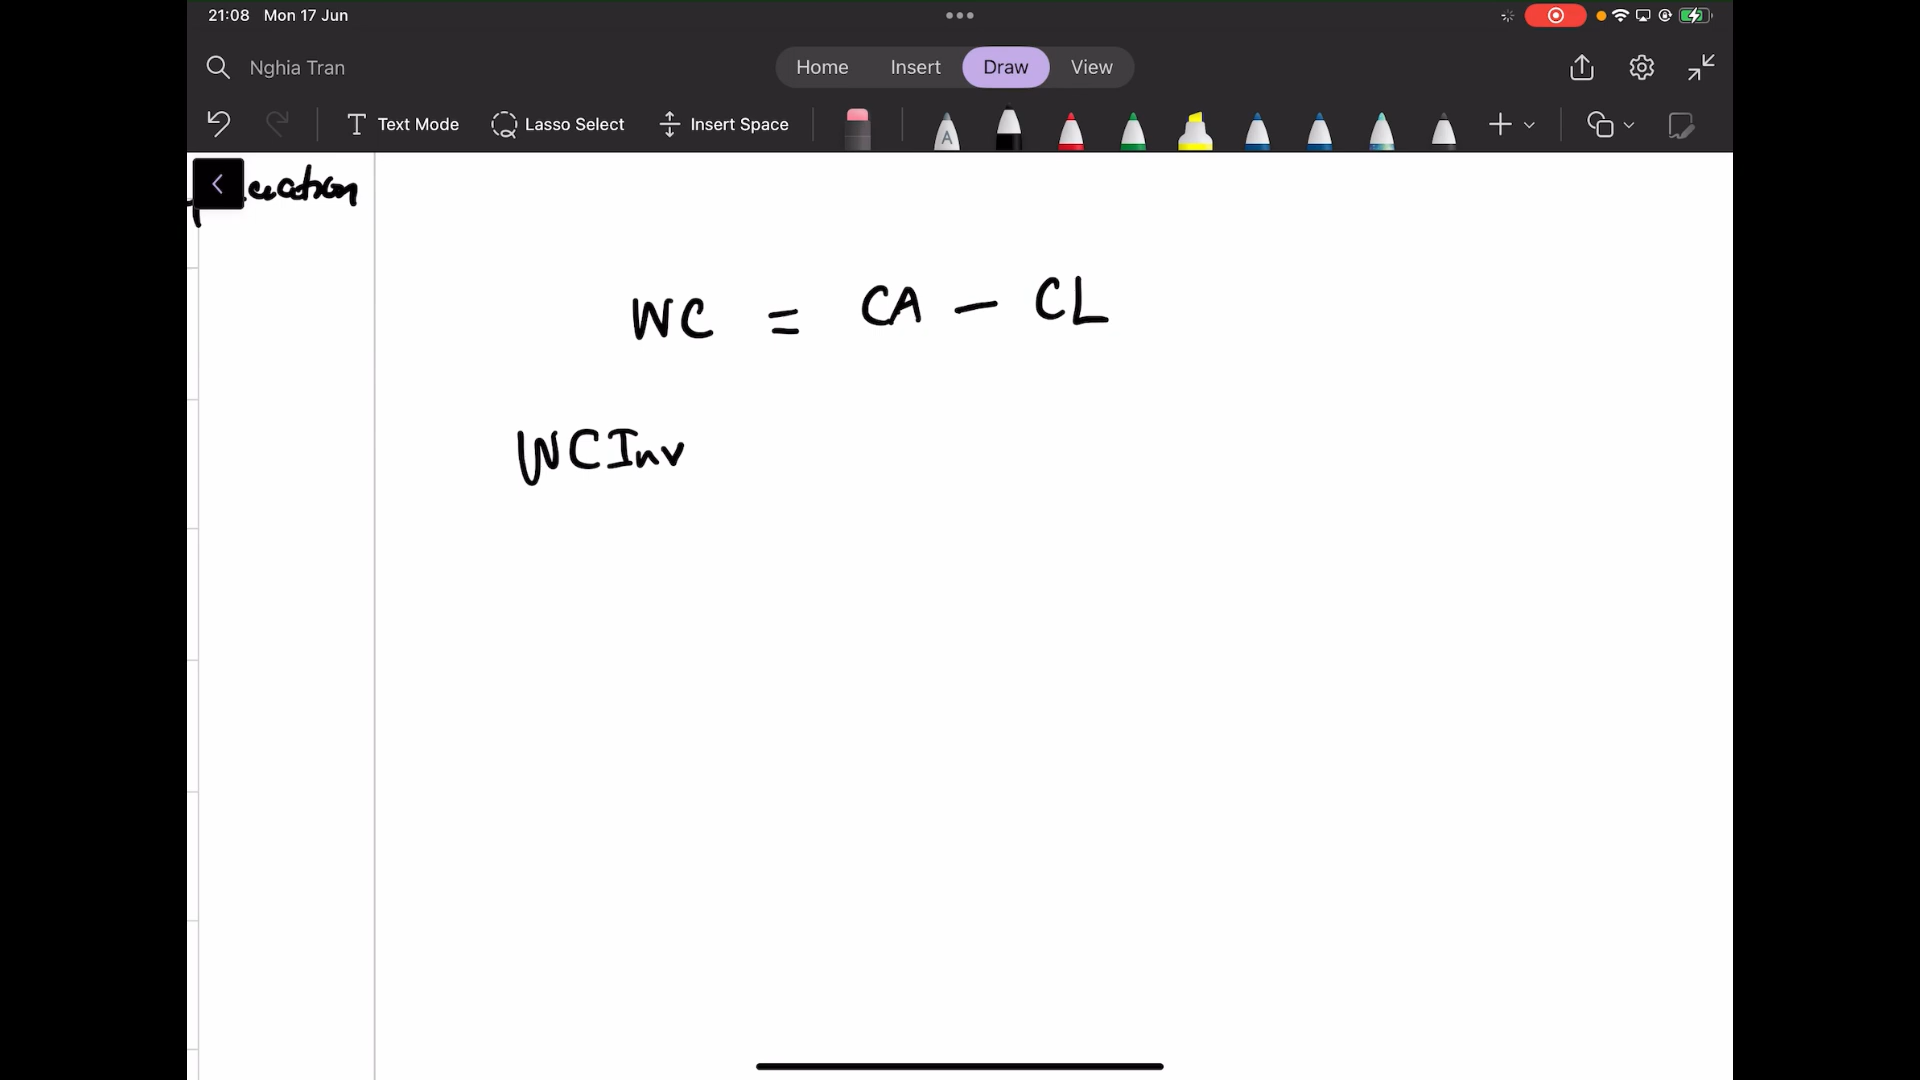 21:08 Mon 17 Jun
Nghia Tran
Home Insert Draw View
Text Mode Lasso Select Insert Space
A
WC = CA - CL
WCInv